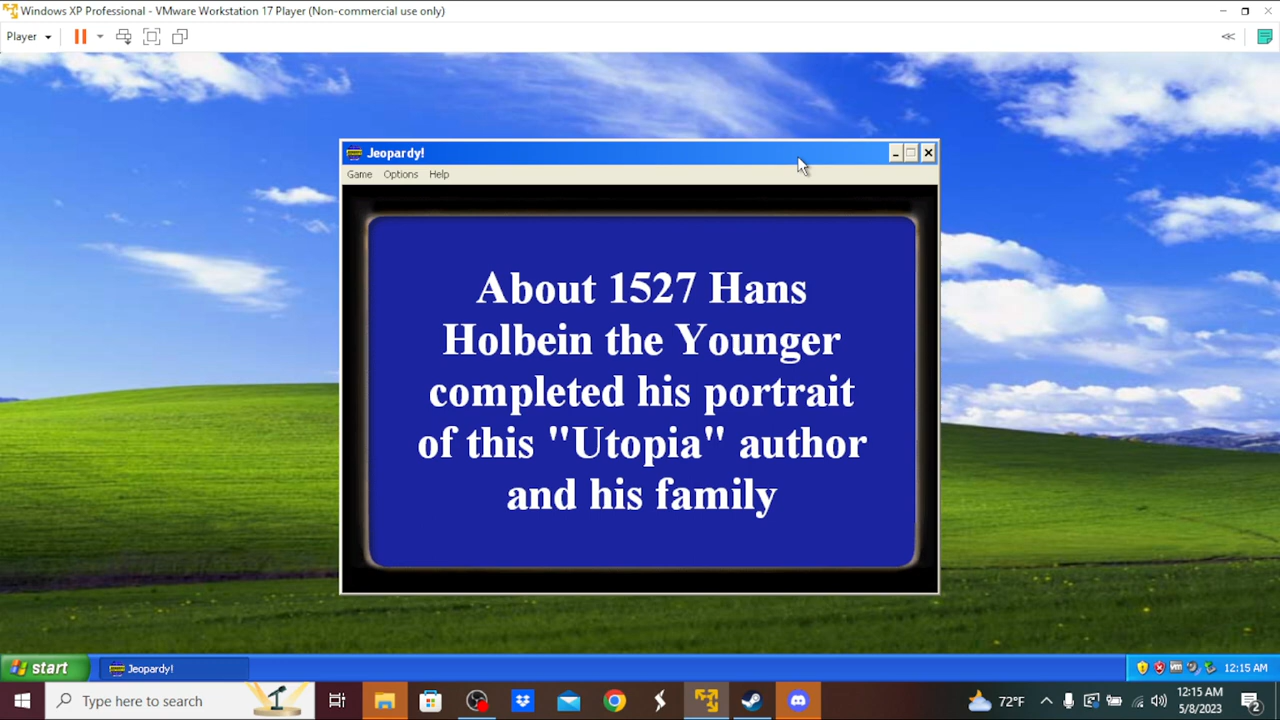 Windows XP Professional - VMware Workstation 17 Player (Non-commercial use only)
Player
Jeopardy!
Game Options Help
About 1527 Hans
Holbein the Younger
completed his portrait
of this "Utopia" author
and his family
start Jeopardy! 12:15 AM
Type here to search 72°F 12:15 AM
5/8/2023
2